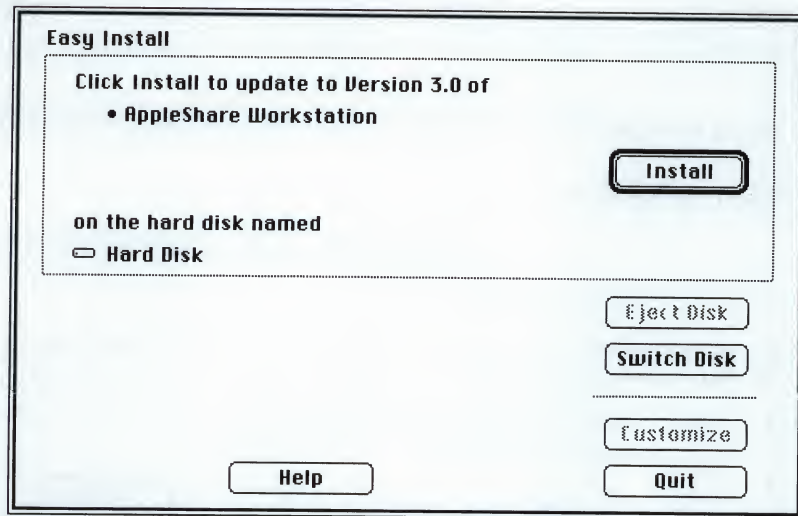 Easy Install
Click Install to update to Version 3.0 of
• AppleShare Workstation
Install
on the hard disk named
Hard Disk
Eject Disk
Switch Disk
Customize
Help
Quit